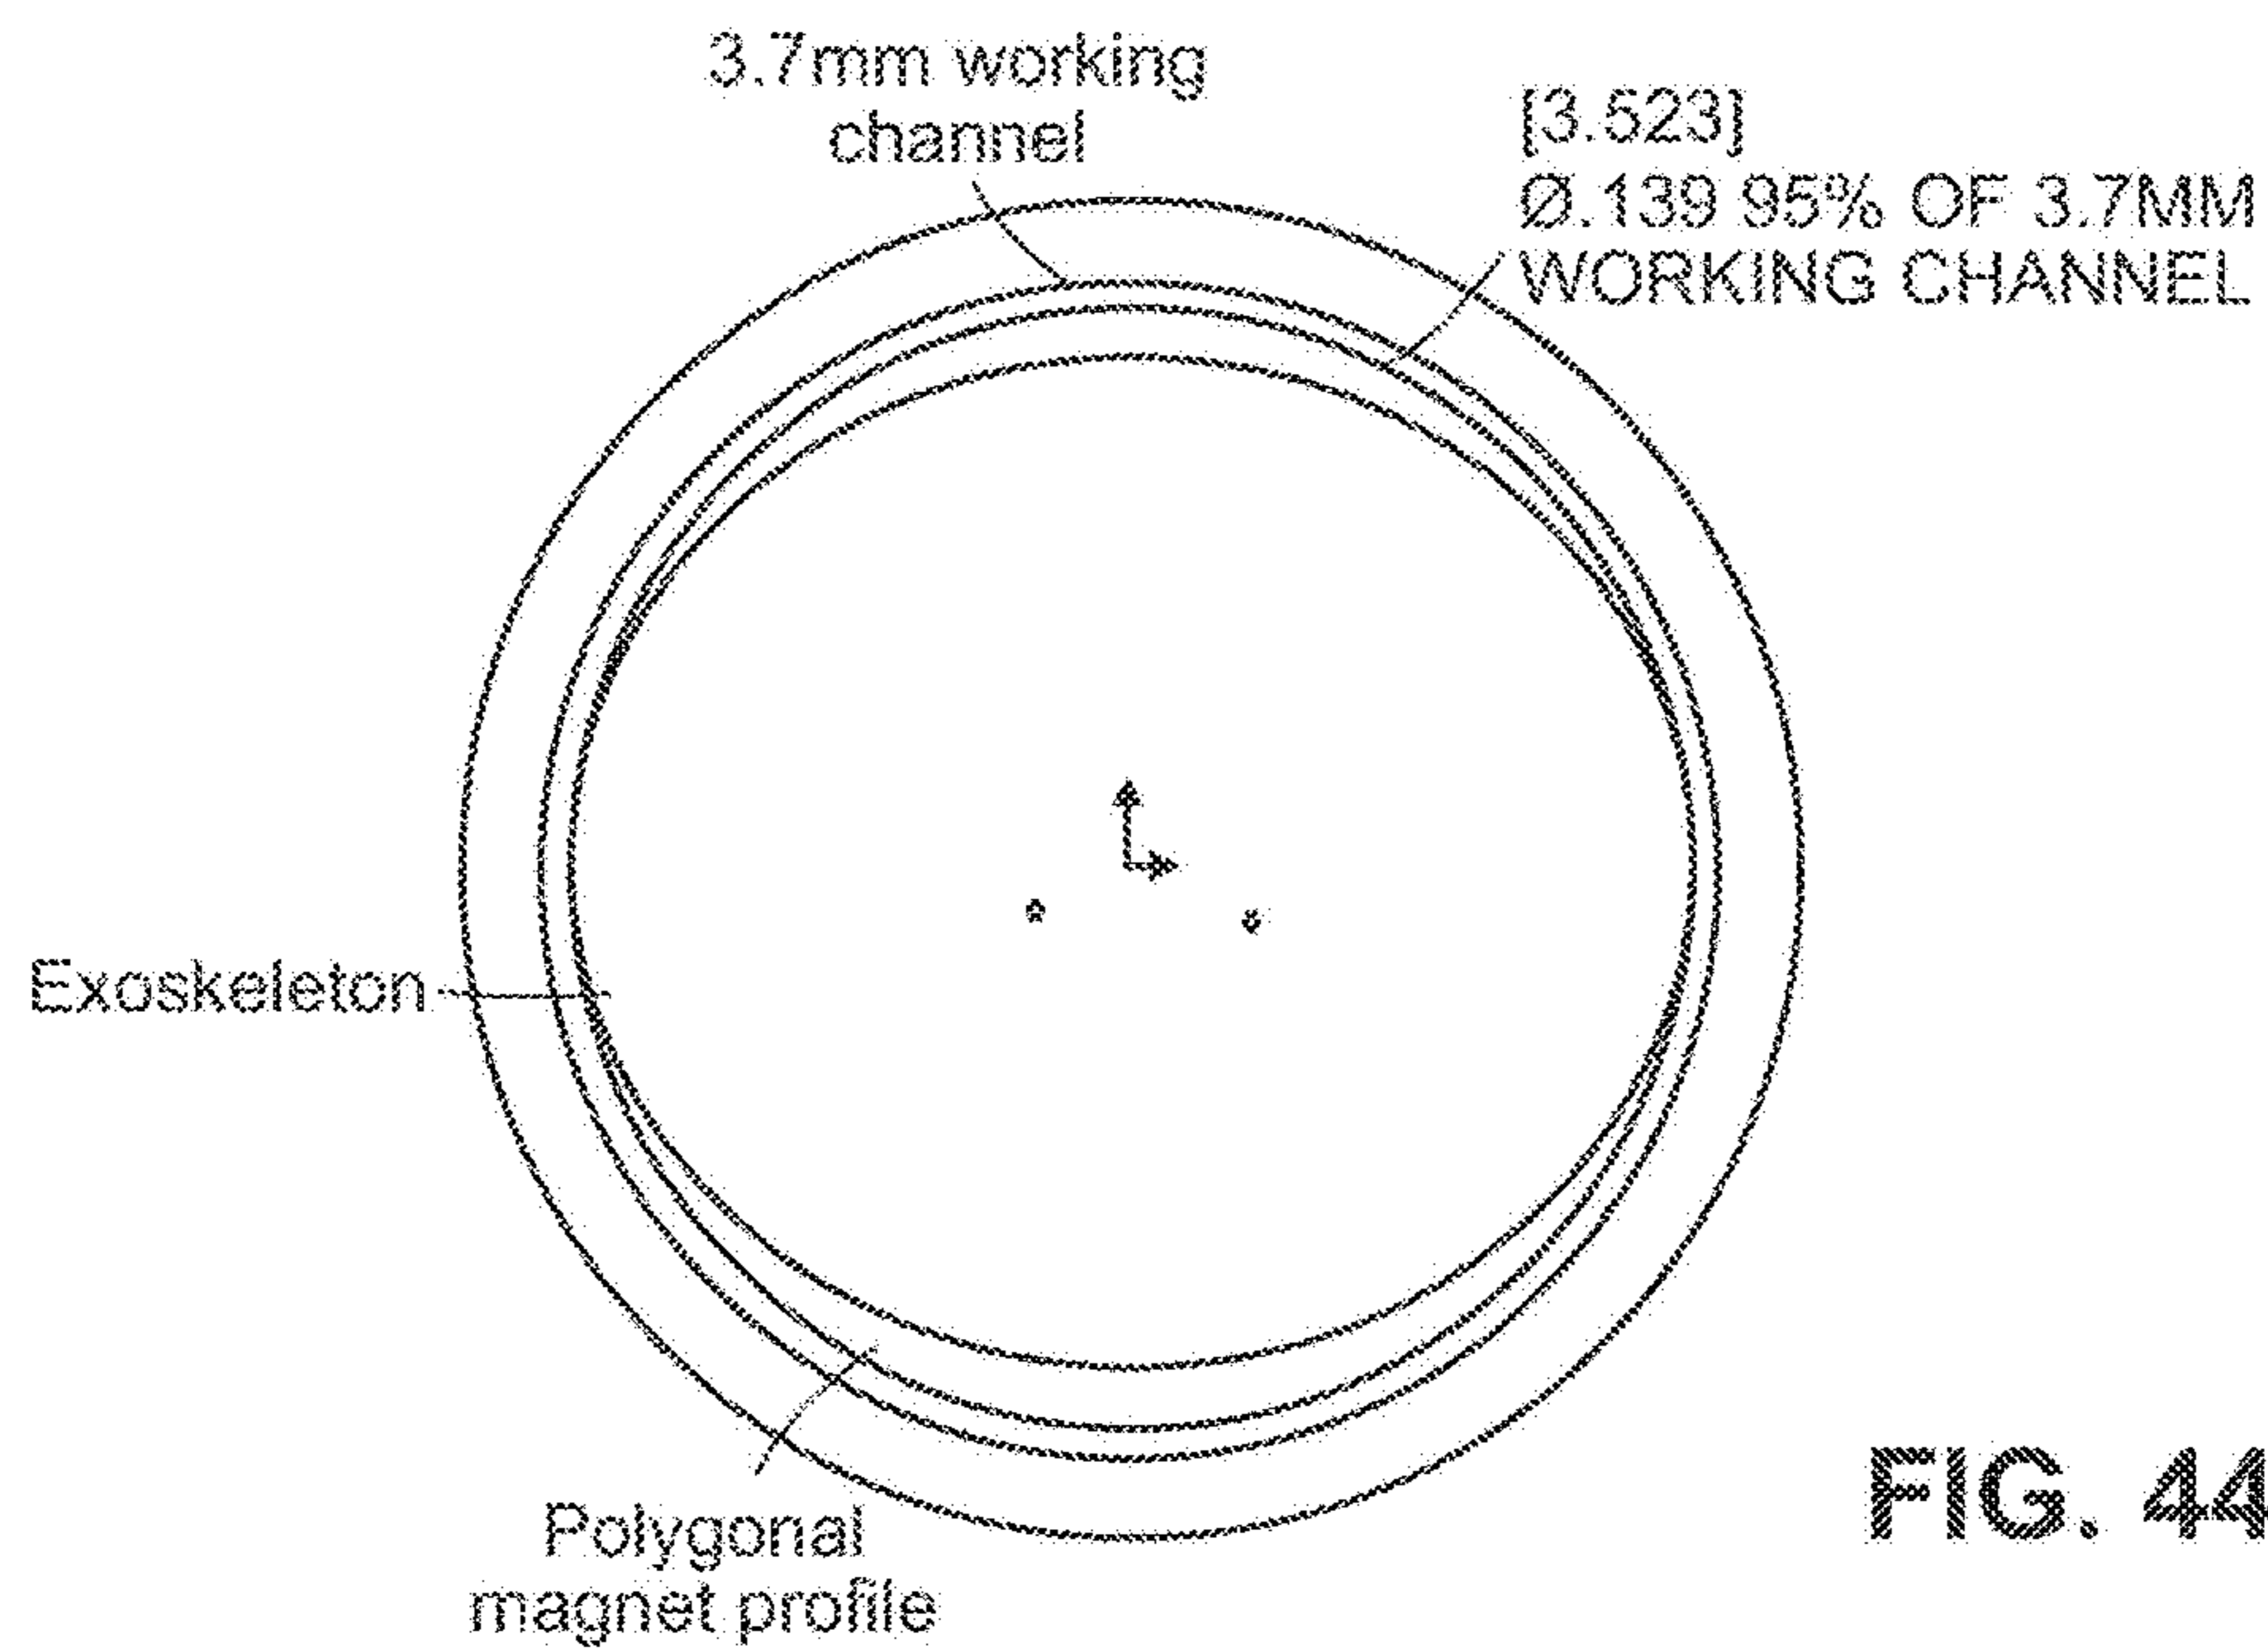 3.7mm working
channel
[3.523]
Ø.139 95% OF 3.7MM
WORKING CHANNEL
Exoskeleton
Polygonal
magnet profile
FIG. 44